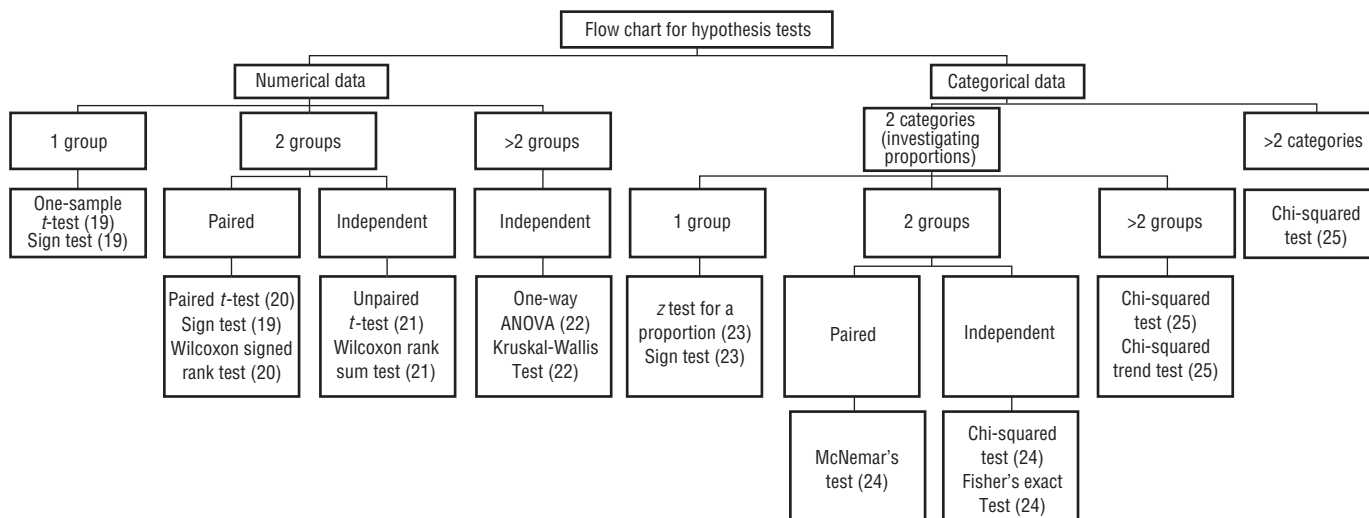 Flow chart for hypothesis tests
Numerical data
Categorical data
1 group
2 groups
>2 groups
2 categories
(investigating
proportions)
>2 categories
One-sample
t-test (19)
Sign test (19)
Paired
Independent
Independent
1 group
2 groups
>2 groups
Chi-squared
test (25)
Paired t-test (20)
Sign test (19)
Wilcoxon signed
rank test (20)
Unpaired
t-test (21)
Wilcoxon rank
sum test (21)
One-way
ANOVA (22)
Kruskal-Wallis
Test (22)
z test for a
proportion (23)
Sign test (23)
Paired
Independent
Chi-squared
test (25)
Chi-squared
trend test (25)
McNemar's
test (24)
Chi-squared
test (24)
Fisher's exact
Test (24)